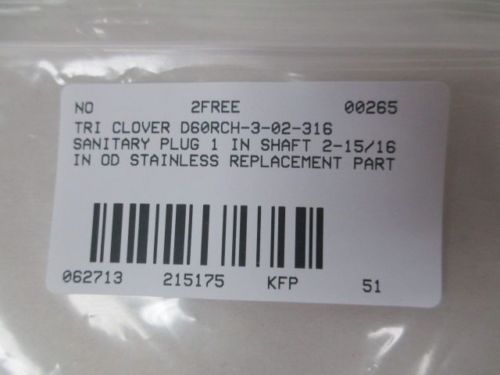 NO 2FREE 00265
TRI CLOVER D60RCH-3-02-316
SANITARY PLUG 1 IN SHAFT 2-15/16
IN OD STAINLESS REPLACEMENT PART
062713 215175 KFP 51